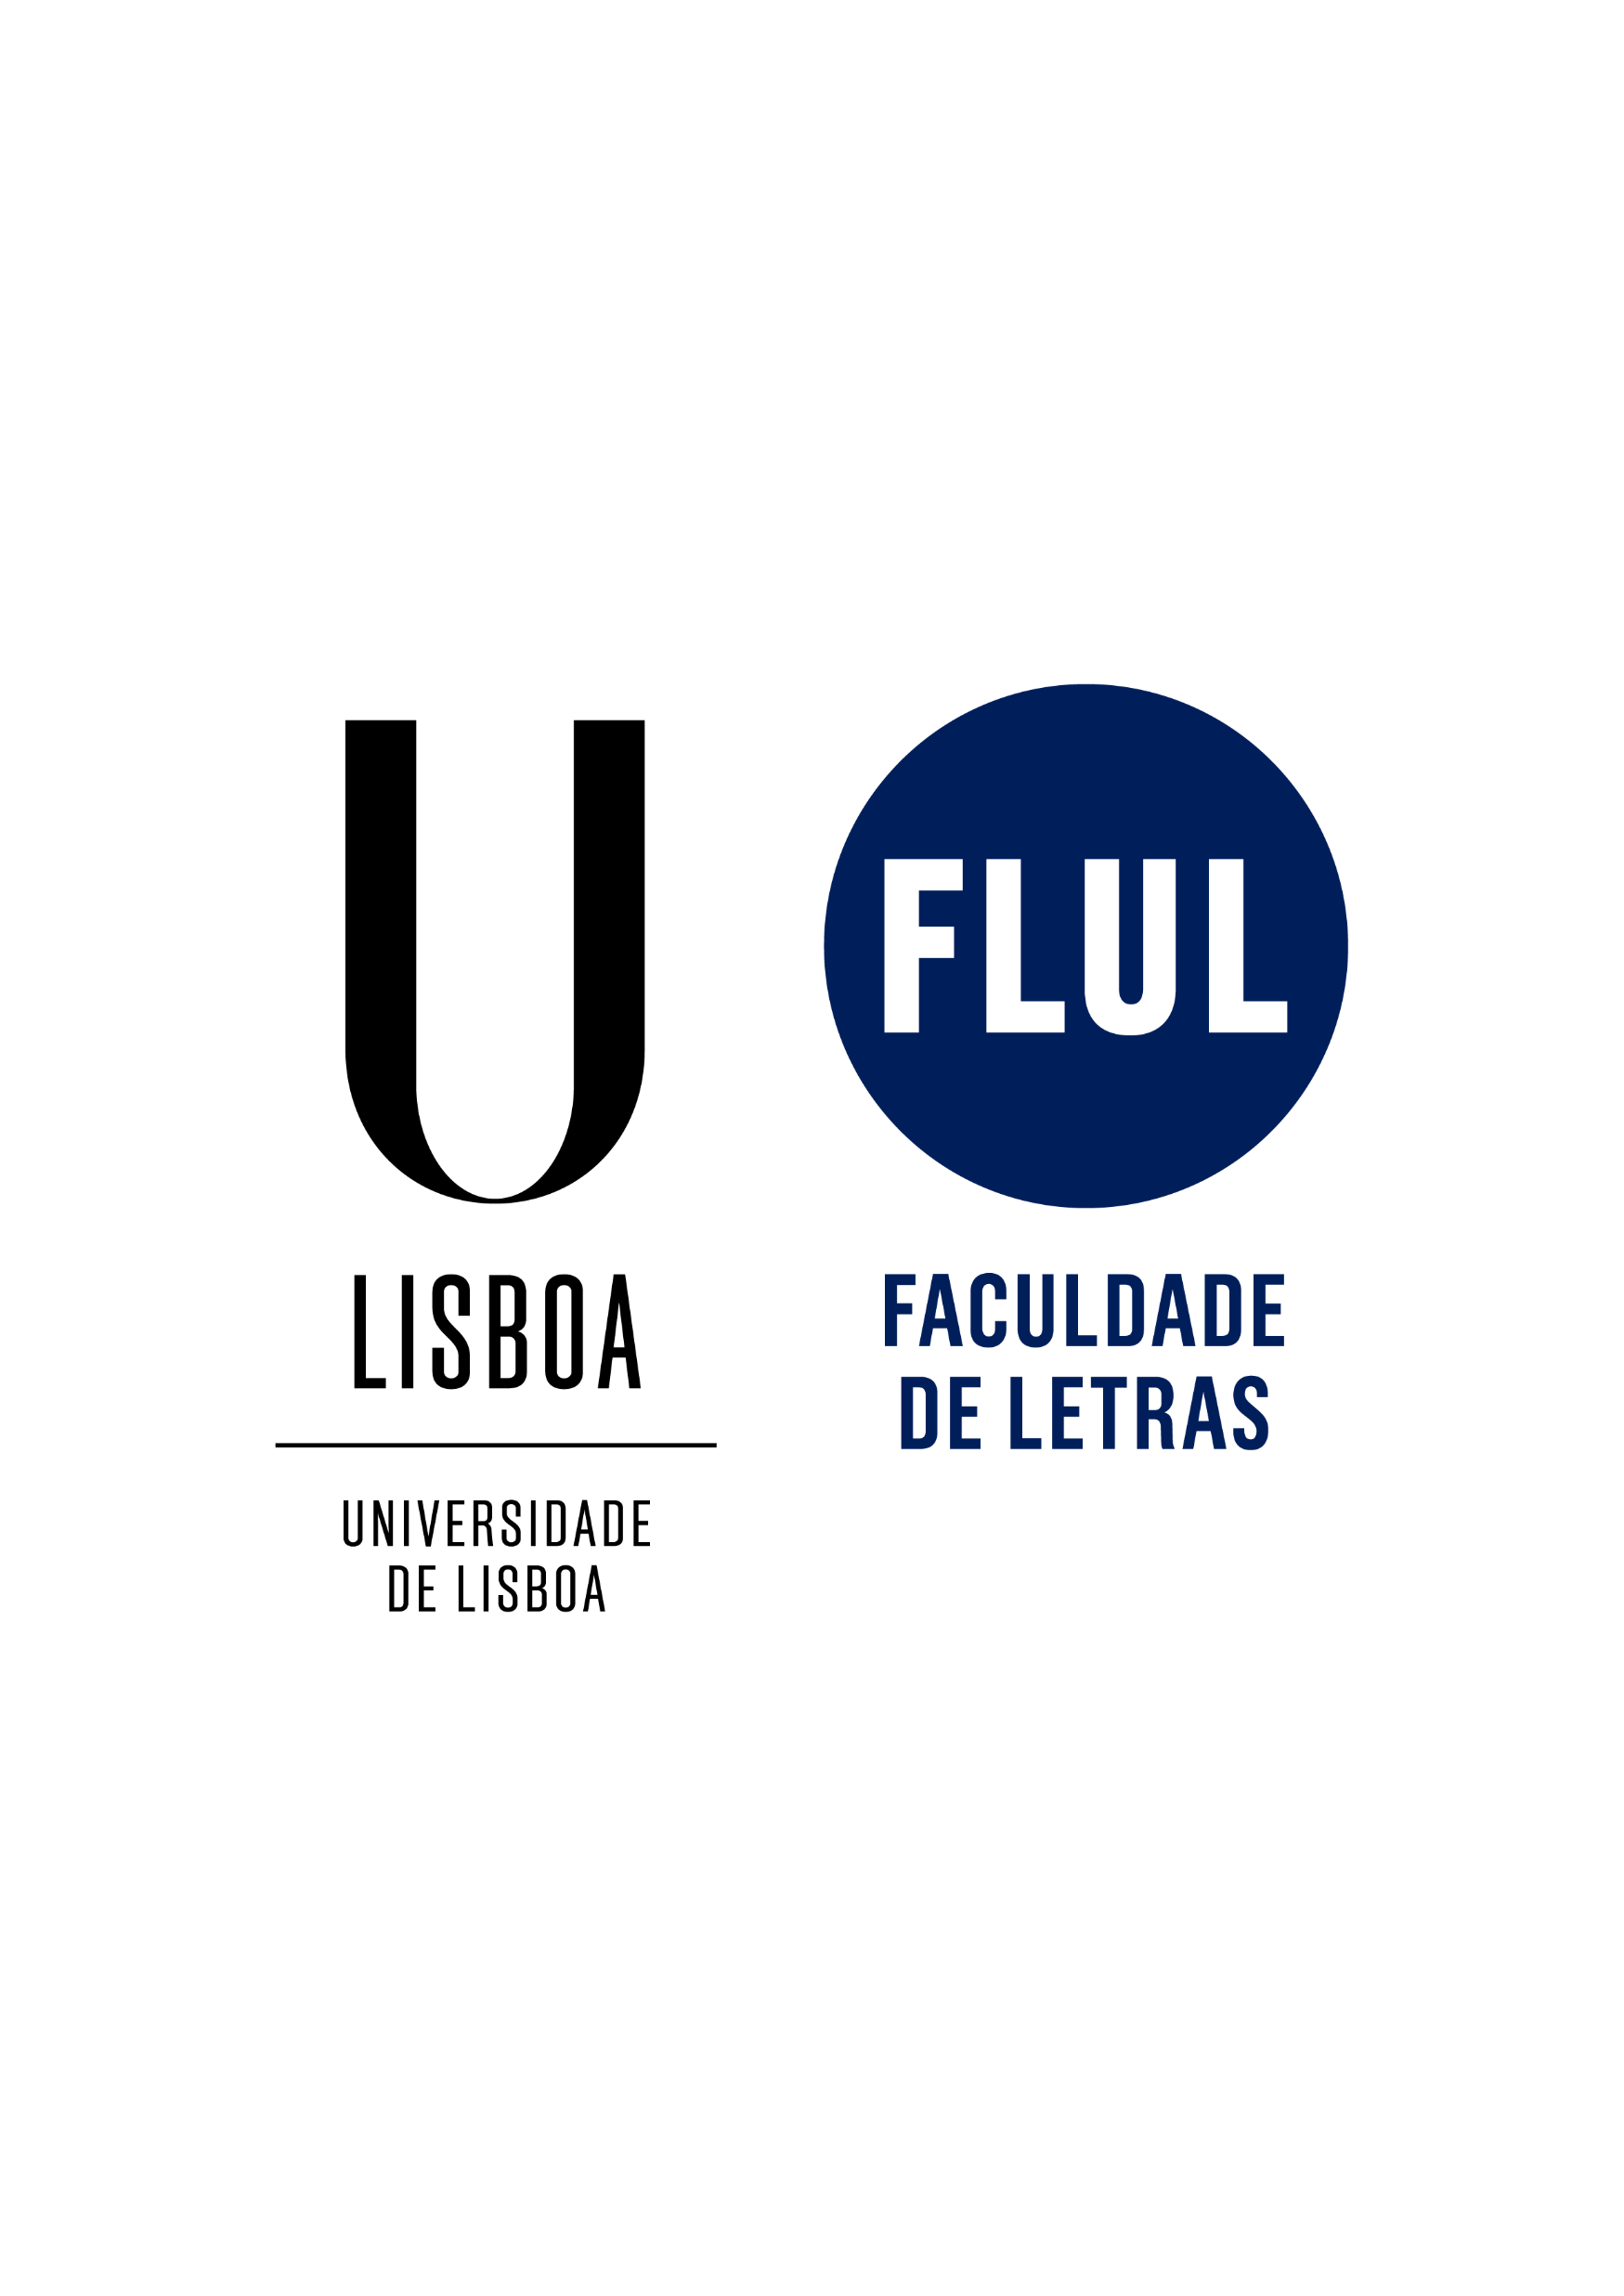 U
LISBOA
UNIVERSIDADE
DE LISBOA
FLUL
FACULDADE
DE LETRAS